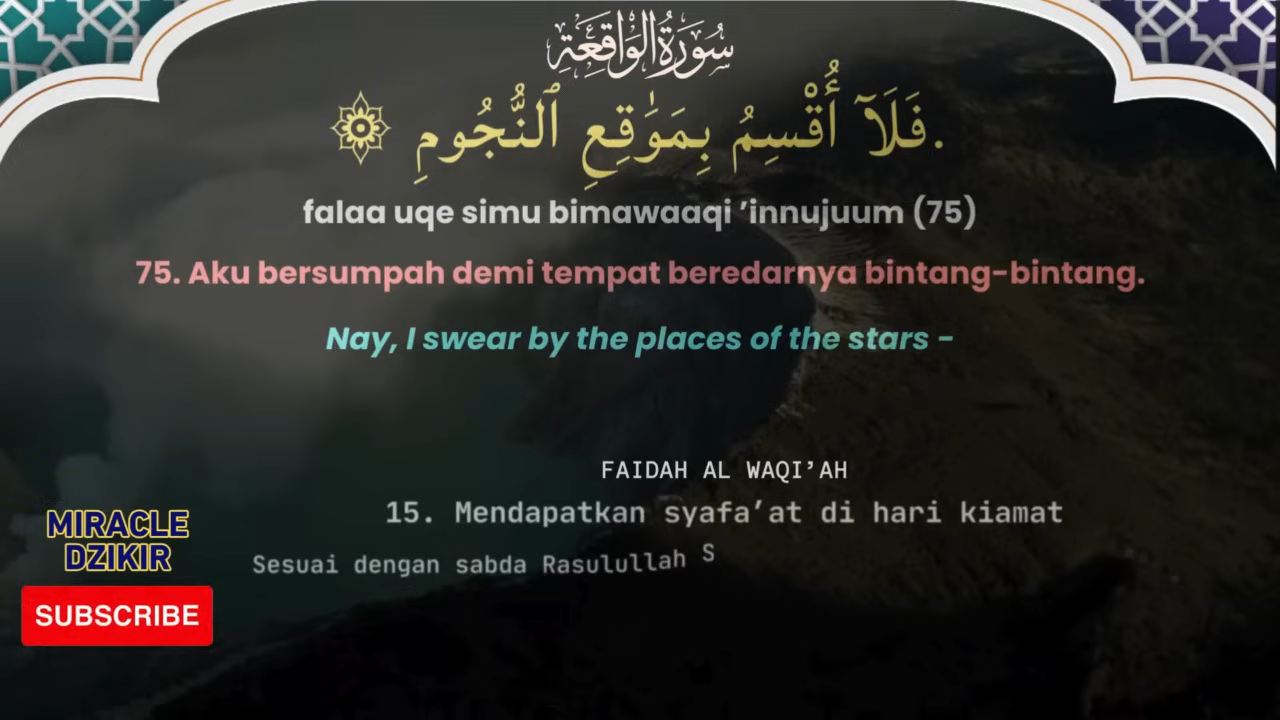 سُورَةُ الْوَاقِعَةِ
فَلَآ أُقْسِمُ بِمَوَٰقِعِ ٱلنُّجُومِ.
falaa uqe simu bimawaaqi ’innujuum (75)
75. Aku bersumpah demi tempat beredarnya bintang-bintang.
Nay, I swear by the places of the stars -
FAIDAH AL WAQI’AH
15. Mendapatkan syafa’at di hari kiamat
Sesuai dengan sabda Rasulullah S
MIRACLE
DZIKIR
SUBSCRIBE